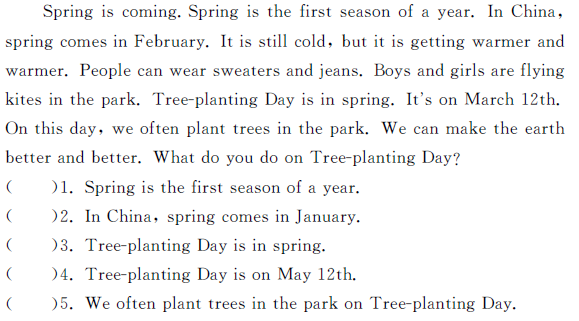 Spring is coming. Spring is the first season of a year. In China,
spring comes in February. It is still cold, but it is getting warmer and
warmer. People can wear sweaters and jeans. Boys and girls are flying
kites in the park. Tree-planting Day is in spring. It's on March 12th.
On this day, we often plant trees in the park. We can make the earth
better and better. What do you do on Tree-planting Day?
(    )1. Spring is the first season of a year.
(    )2. In China, spring comes in January.
(    )3. Tree-planting Day is in spring.
(    )4. Tree-planting Day is on May 12th.
(    )5. We often plant trees in the park on Tree-planting Day.